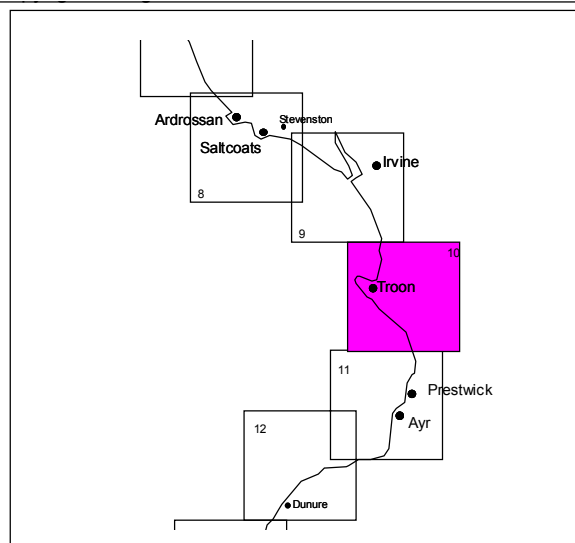 Ardrossan
Stevenston
Saltcoats
Irvine
8
9
10
Troon
11
Prestwick
Ayr
12
Dunure